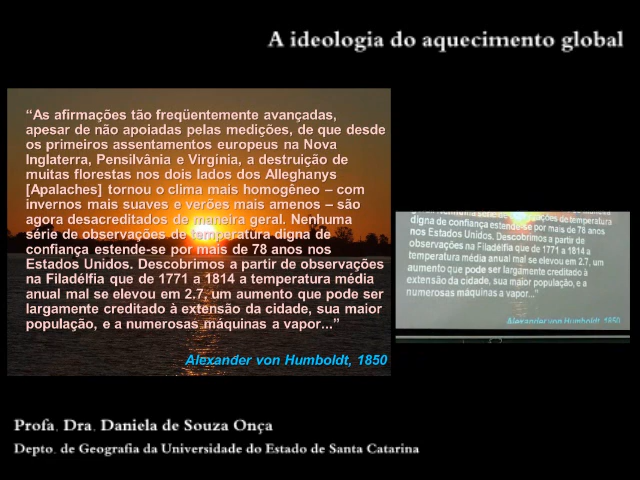 A ideologia do aquecimento global
“As afirmações tão freqüentemente avançadas,
apesar de não apoiadas pelas medições, de que desde
os primeiros assentamentos europeus na Nova
Inglaterra, Pensilvânia e Virgínia, a destruição de
muitas florestas nos dois lados dos Alleghanys
[Apalaches] tornou o clima mais homogêneo – com
invernos mais suaves e verões mais amenos – são
agora desacreditados de maneira geral. Nenhuma
série de observações de temperatura digna de
confiança estende-se por mais de 78 anos nos
Estados Unidos. Descobrimos a partir de observações
na Filadélfia que de 1771 a 1814 a temperatura média
anual mal se elevou em 2.7, um aumento que pode ser
largamente creditado à extensão da cidade, sua maior
população, e a numerosas máquinas a vapor...”
Alexander von Humboldt, 1850
série de observações de temperatura
digna de confiança estende-se por mais de 78 anos
nos Estados Unidos. Descobrimos a partir de
observações na Filadélfia que de 1771 a 1814 a
temperatura média anual mal se elevou em 2.7, um
aumento que pode ser largamente creditado à
extensão da cidade, sua maior população, e a
numerosas máquinas a vapor...”
Alexander von Humboldt, 1850
Profa. Dra. Daniela de Souza Onça
Depto. de Geografia da Universidade do Estado de Santa Catarina